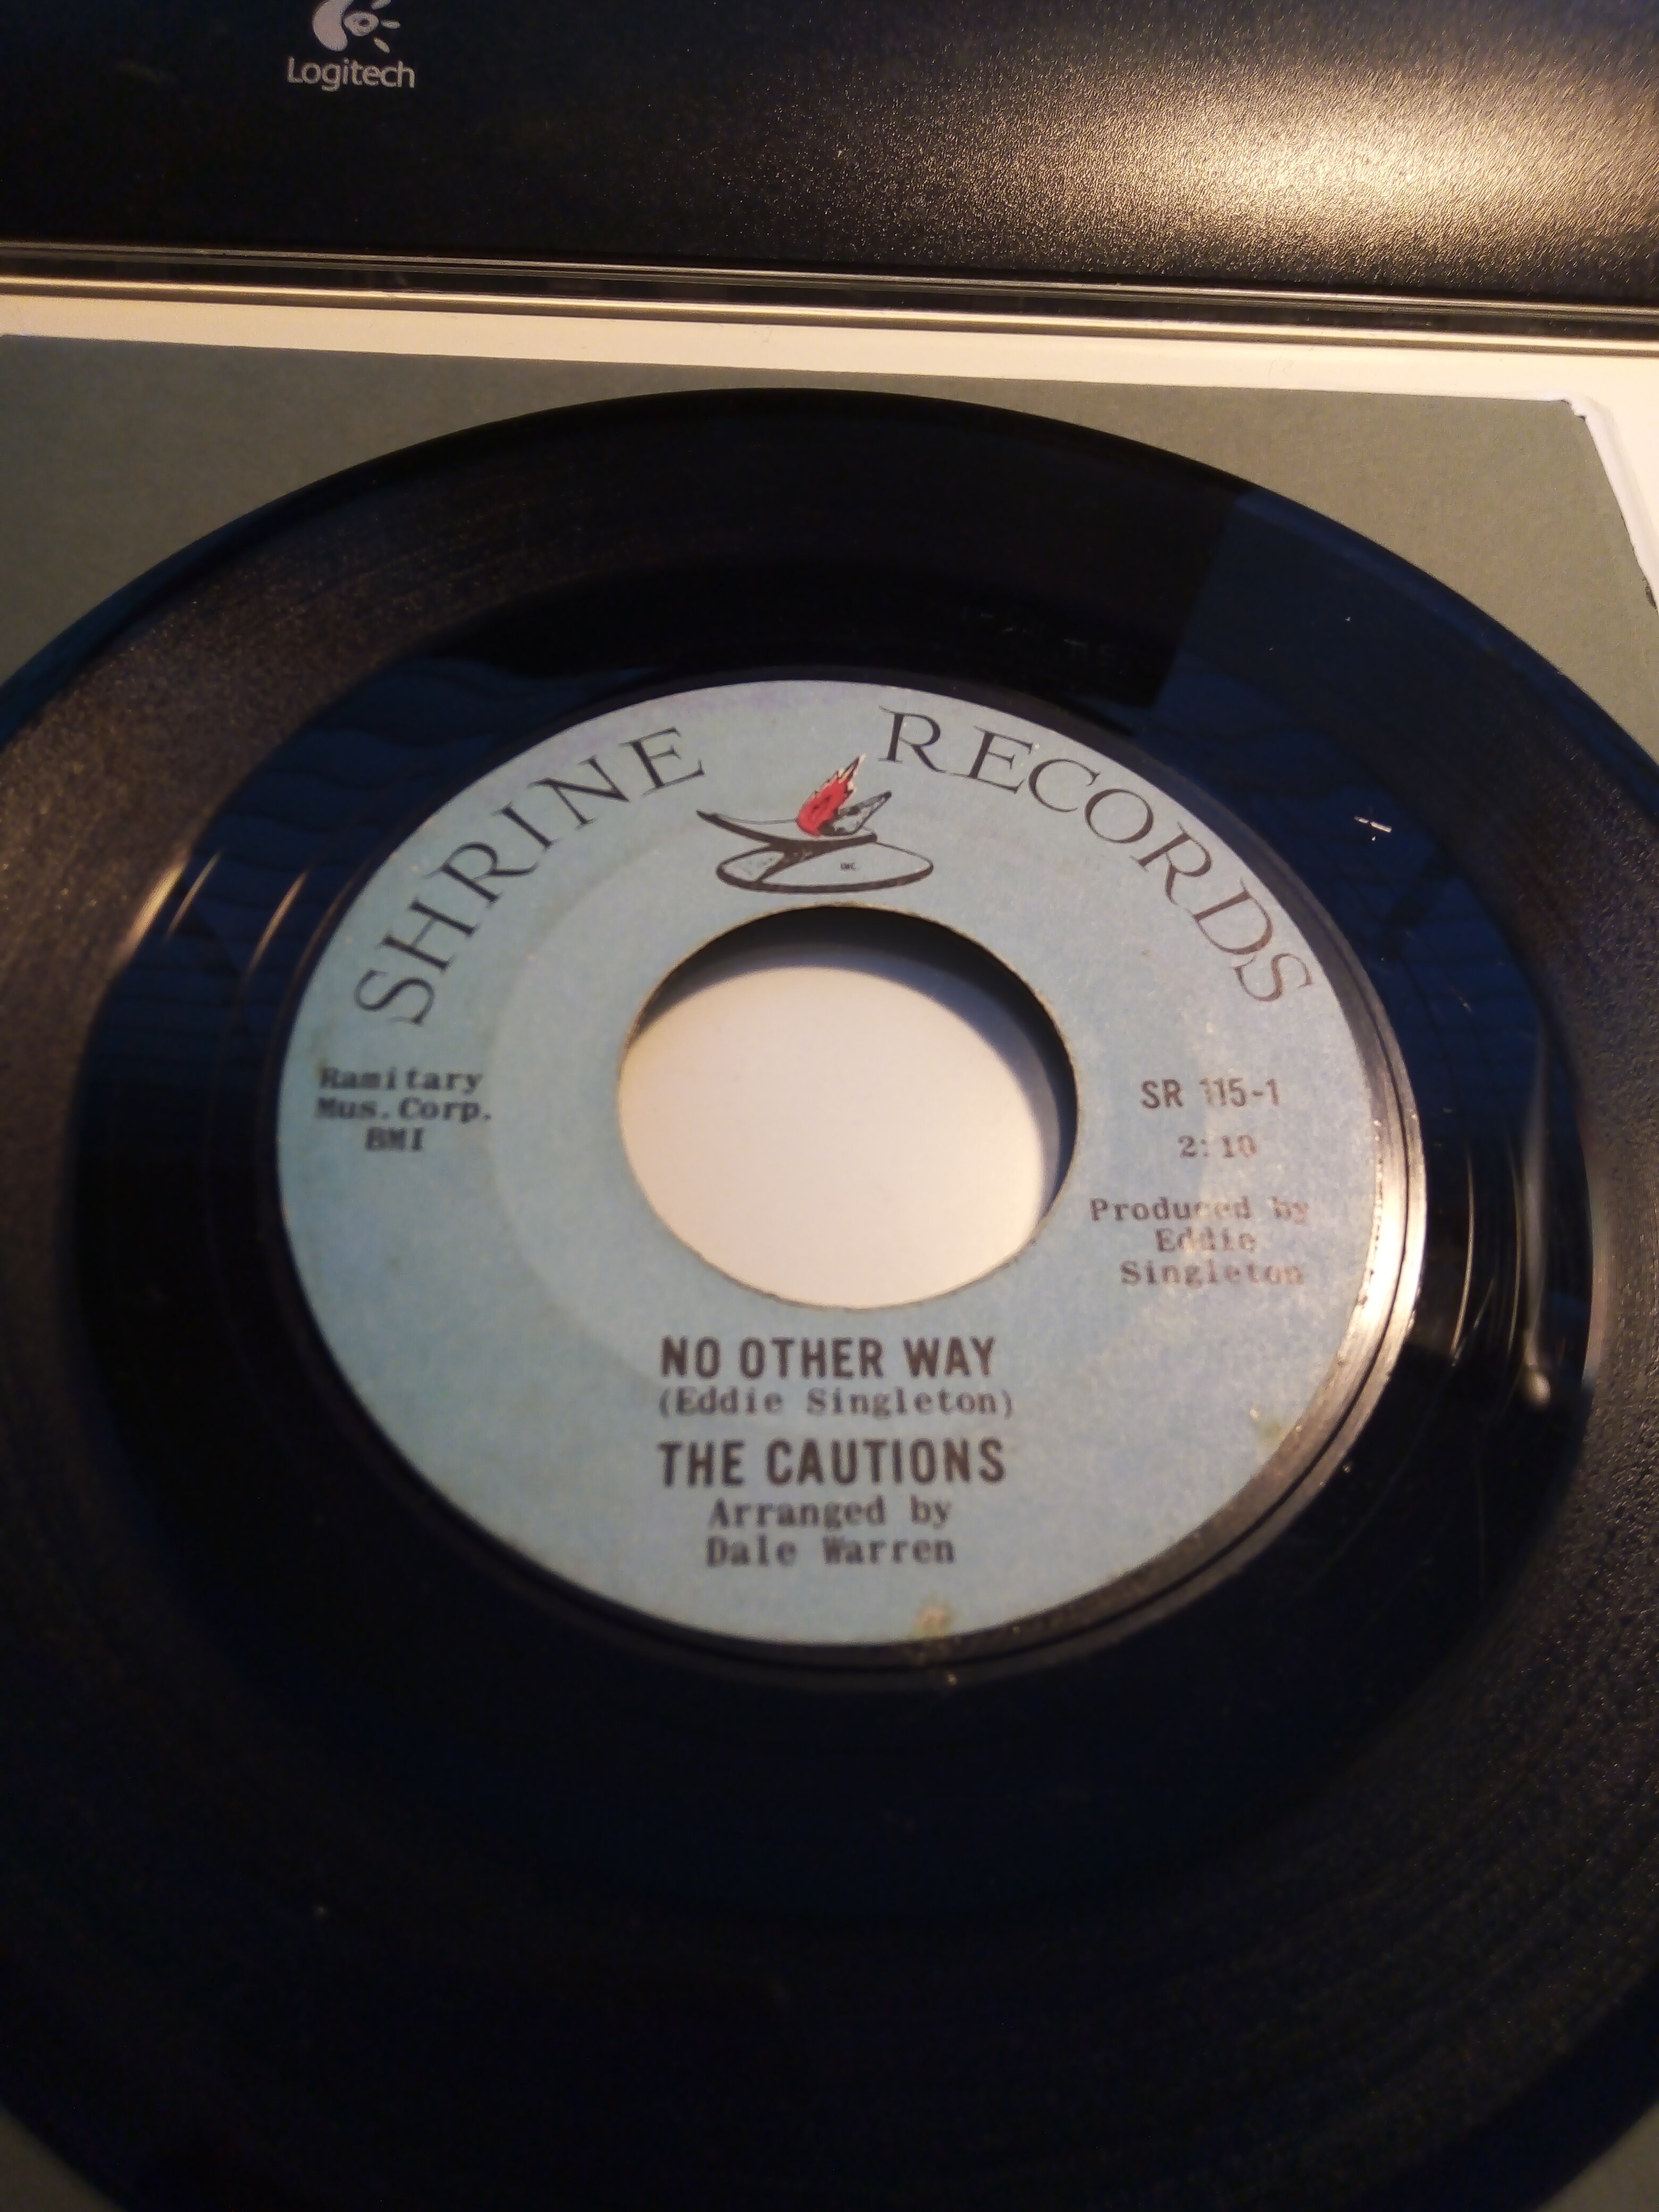 Logitech
SHRINE RECORDS
INC.
Ramitary
Mus. Corp.
BMI
SR 115-1
2:10
Produced by
Eddie
Singleton
NO OTHER WAY
(Eddie Singleton)
THE CAUTIONS
Arranged by
Dale Warren